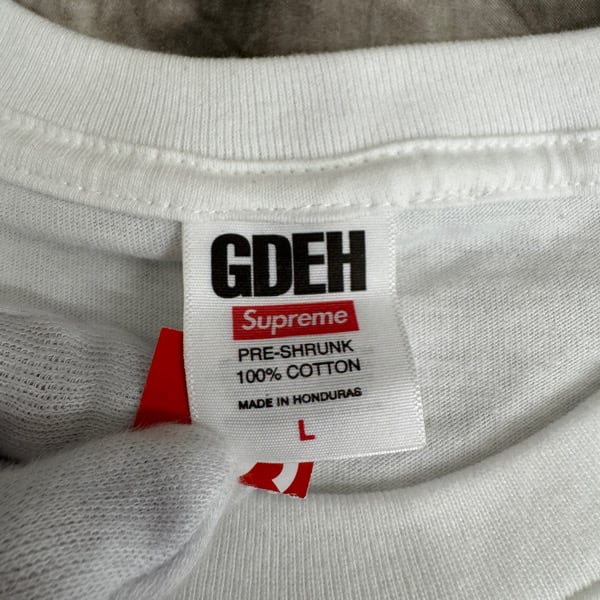 GDEH
Supreme
PRE-SHRUNK
100% COTTON
MADE IN HONDURAS
L